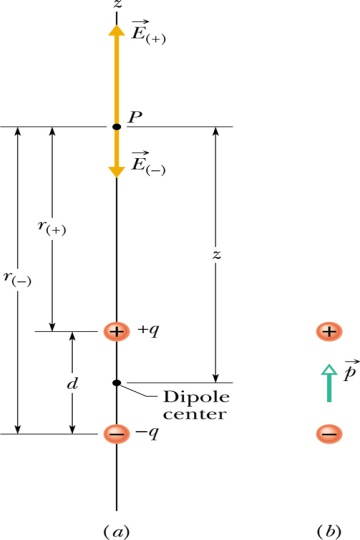 z
E⃗(+)
P
E⃗(−)
r(+)
z
r(−)
+
+q
+
d
p⃗
Dipole
center
−
−q
−
(a)
(b)